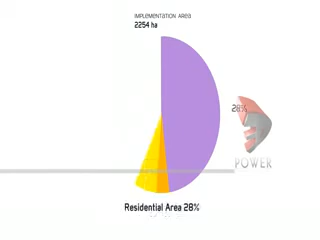 IMPLEMENTATION AREA
2254 ha
28%
POWER
Residential Area 28%